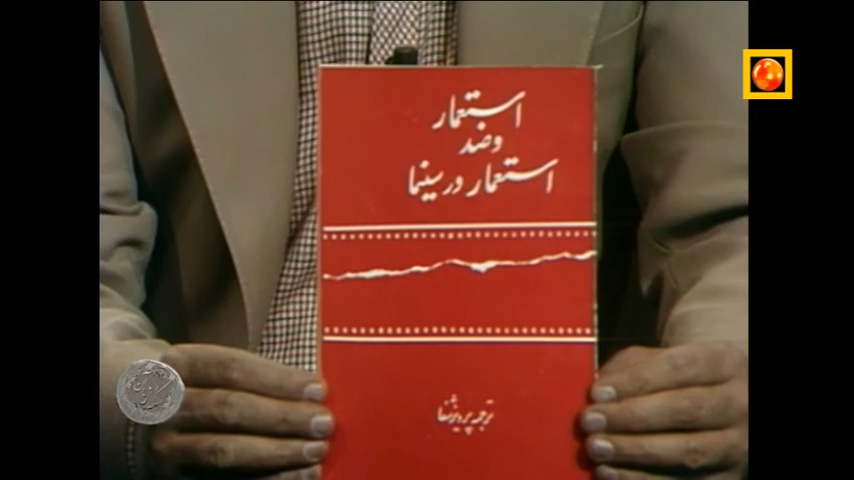 استعمار
و ضد
استعمار در سینما
ترجمه پرویز شفا